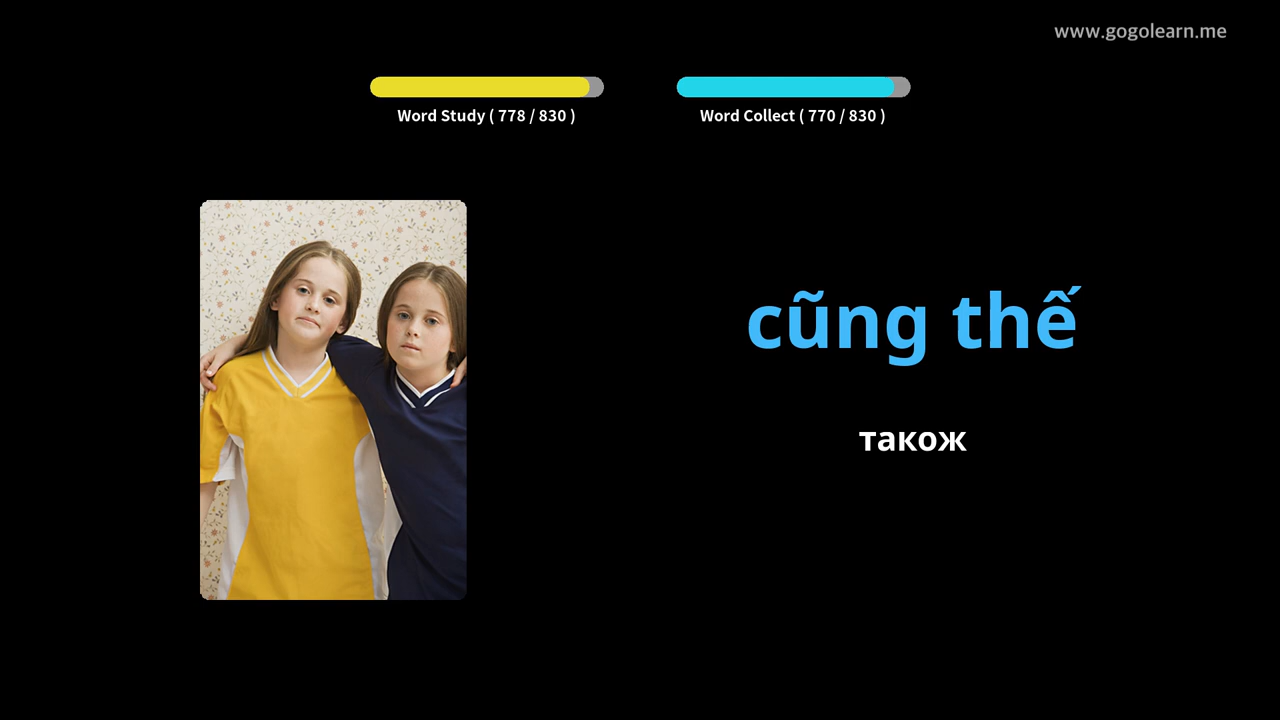 www.gogolearn.me
Word Study ( 778 / 830 )
Word Collect ( 770 / 830 )
cũng thế
також